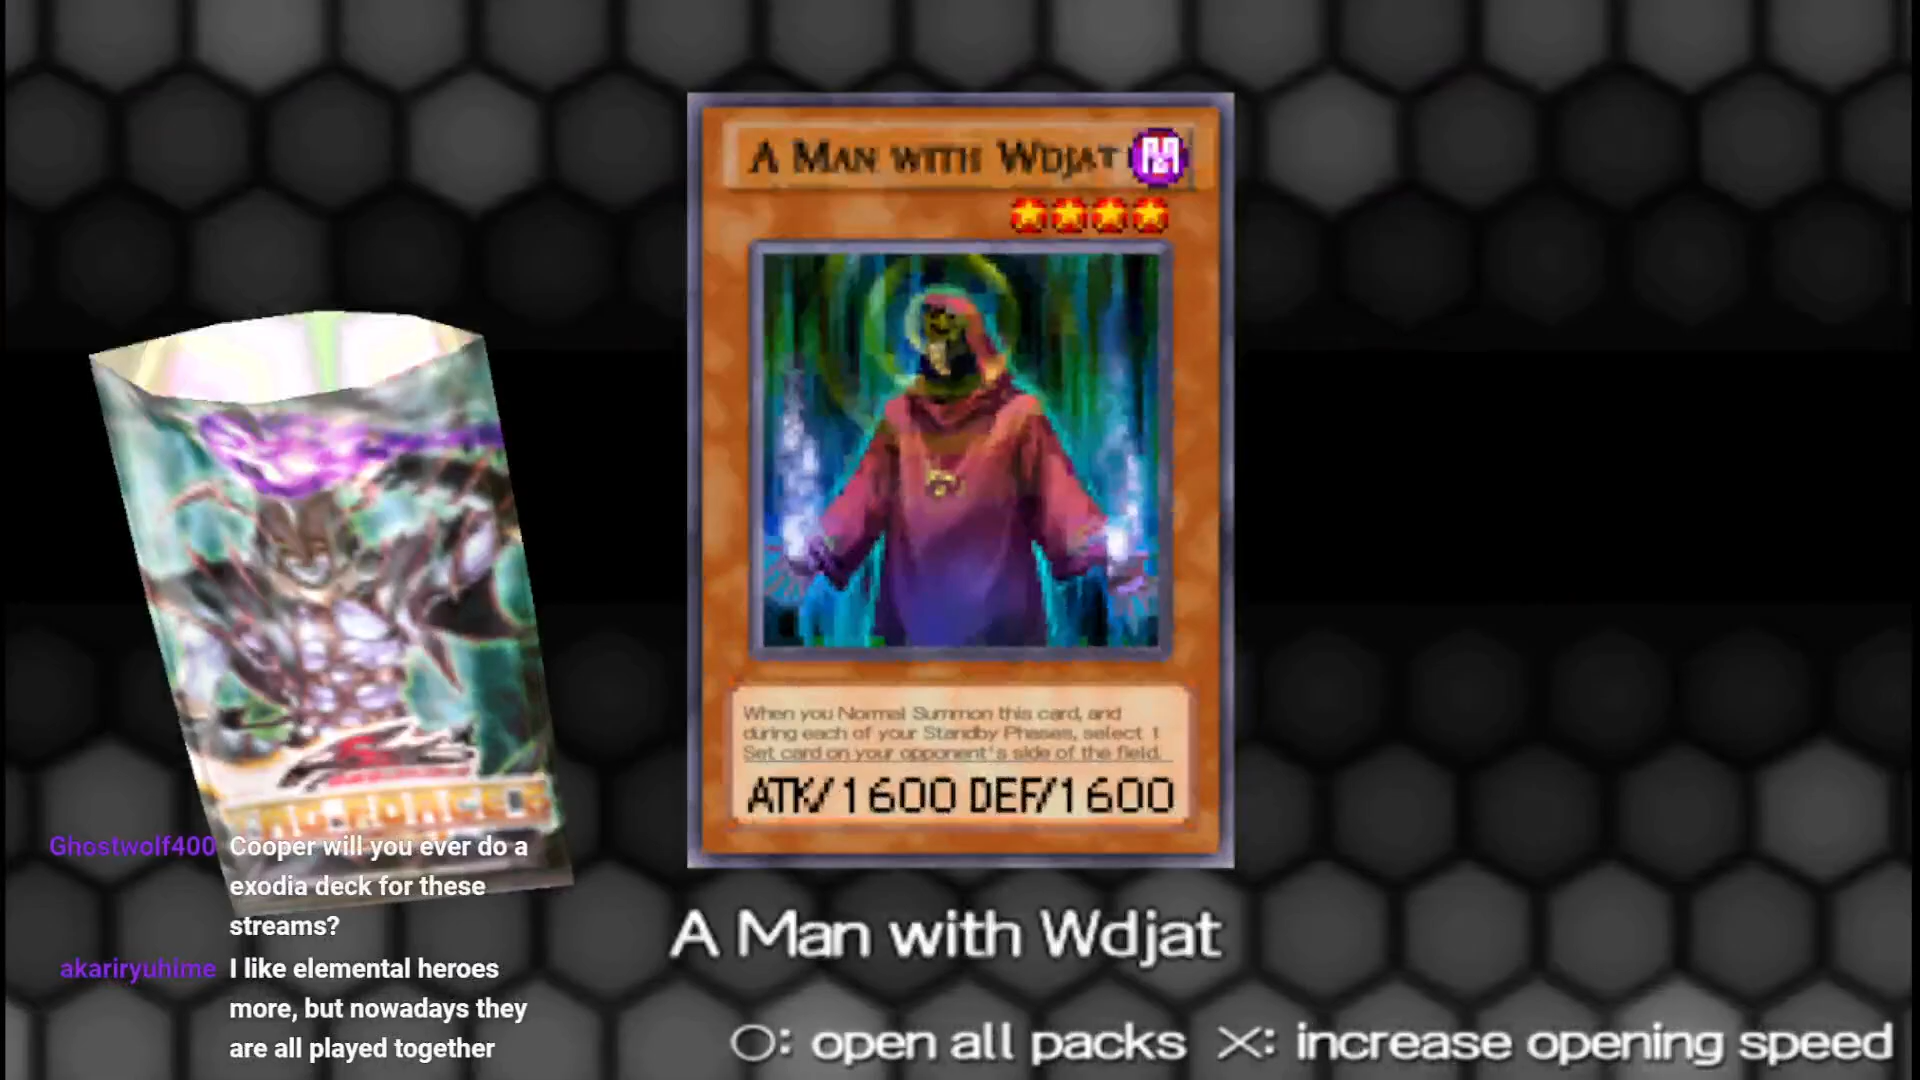 A Man with Wdjat
When you Normal Summon this card, and
during each of your Standby Phases, select 1
Set card on your opponent's side of the field.
ATK/1600 DEF/1600
Ghostwolf400 Cooper will you ever do a
exodia deck for these
streams?
akariryuhime I like elemental heroes
more, but nowadays they
are all played together
A Man with Wdjat
O: open all packs X: increase opening speed